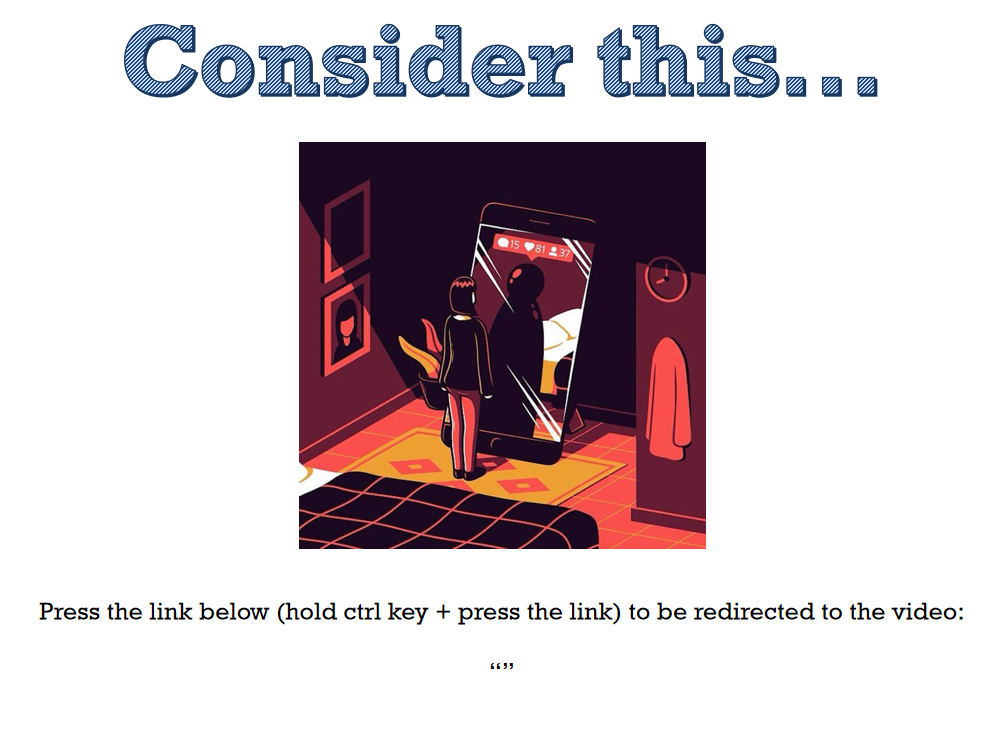 Consider this...
15 81 37
Press the link below (hold ctrl key + press the link) to be redirected to the video:
“”